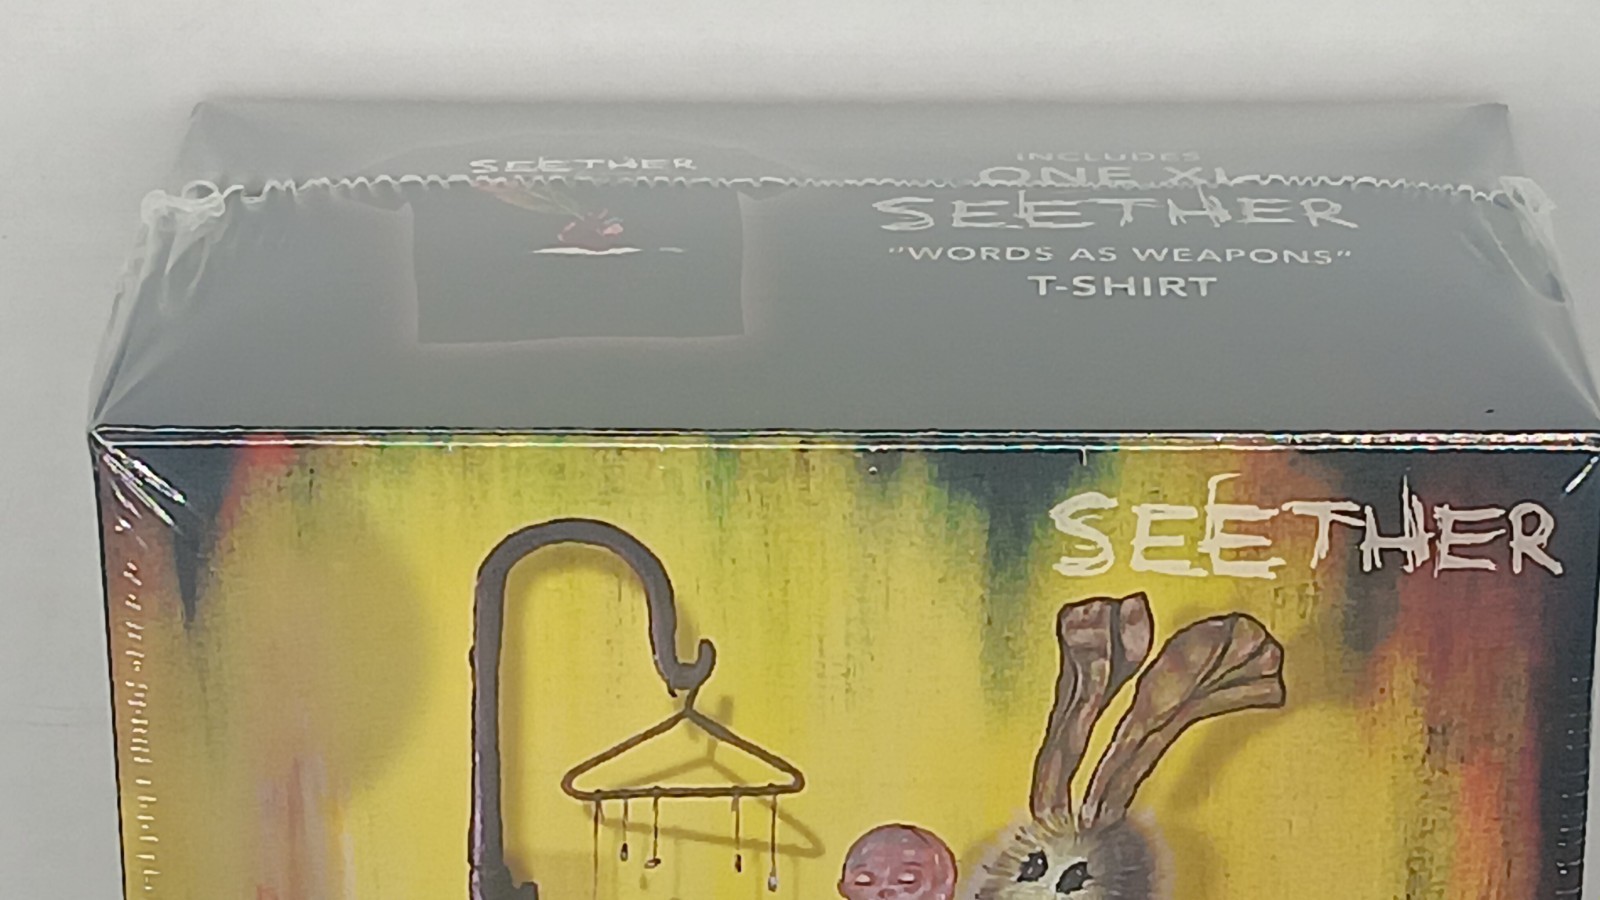 SEETHER
INCLUDES
ONE XL
SEETHER
"WORDS AS WEAPONS"
T-SHIRT
SEETHER